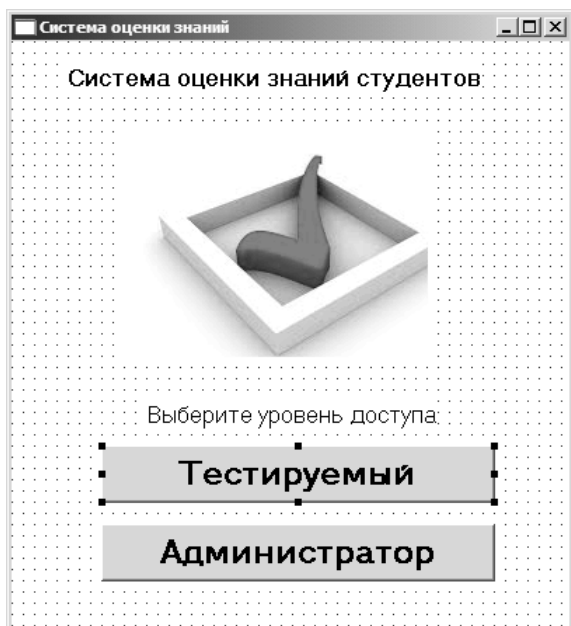 Система оценки знаний
Система оценки знаний студентов
Выберите уровень доступа
Тестируемый
Администратор